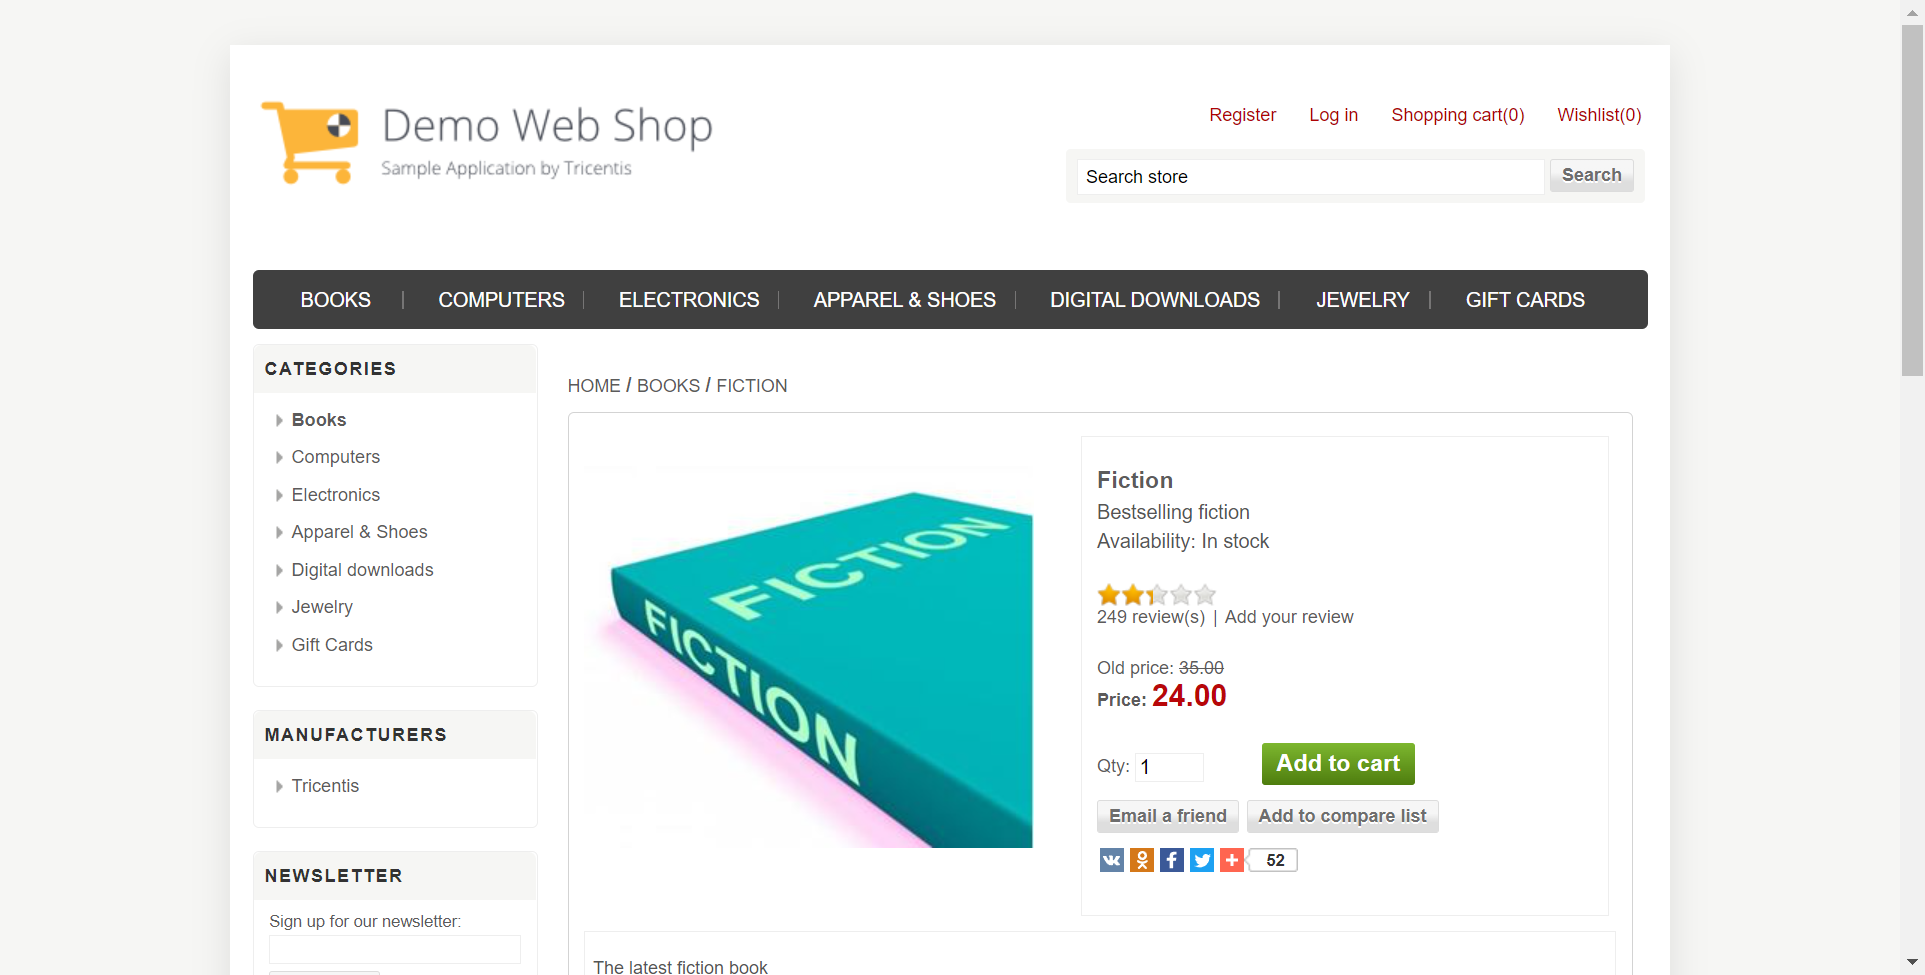 Demo Web Shop
Sample Application by Tricentis
Register Log in Shopping cart(0) Wishlist(0)
Search store Search
BOOKS COMPUTERS ELECTRONICS APPAREL & SHOES DIGITAL DOWNLOADS JEWELRY GIFT CARDS
CATEGORIES
Books
Computers
Electronics
Apparel & Shoes
Digital downloads
Jewelry
Gift Cards
MANUFACTURERS
Tricentis
NEWSLETTER
Sign up for our newsletter:
HOME / BOOKS / FICTION
FICTION
FICTION
Fiction
Bestselling fiction
Availability: In stock
249 review(s) | Add your review
Old price: 35.00
Price: 24.00
Qty: 1 Add to cart
Email a friend Add to compare list
52
The latest fiction book